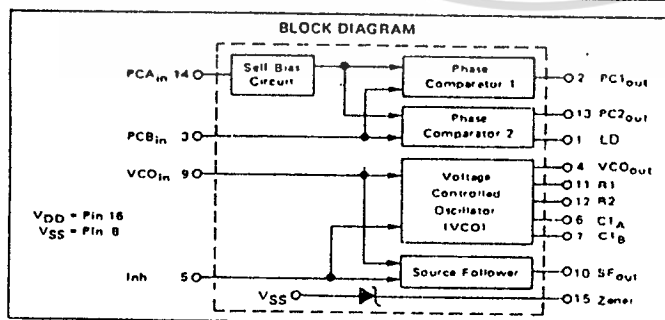 BLOCK DIAGRAM
PCAin 14
Self Bias
Circuit
Phase
Comparator 1
2 PC1out
Phase
Comparator 2
13 PC2out
1 LD
PCBin 3
VCOin 9
Voltage
Controlled
Oscillator
(VCO)
4 VCOout
11 R1
12 R2
6 C1A
7 C1B
VDD = Pin 16
VSS = Pin 8
Inh 5
Source Follower
10 SFout
VSS
15 Zener